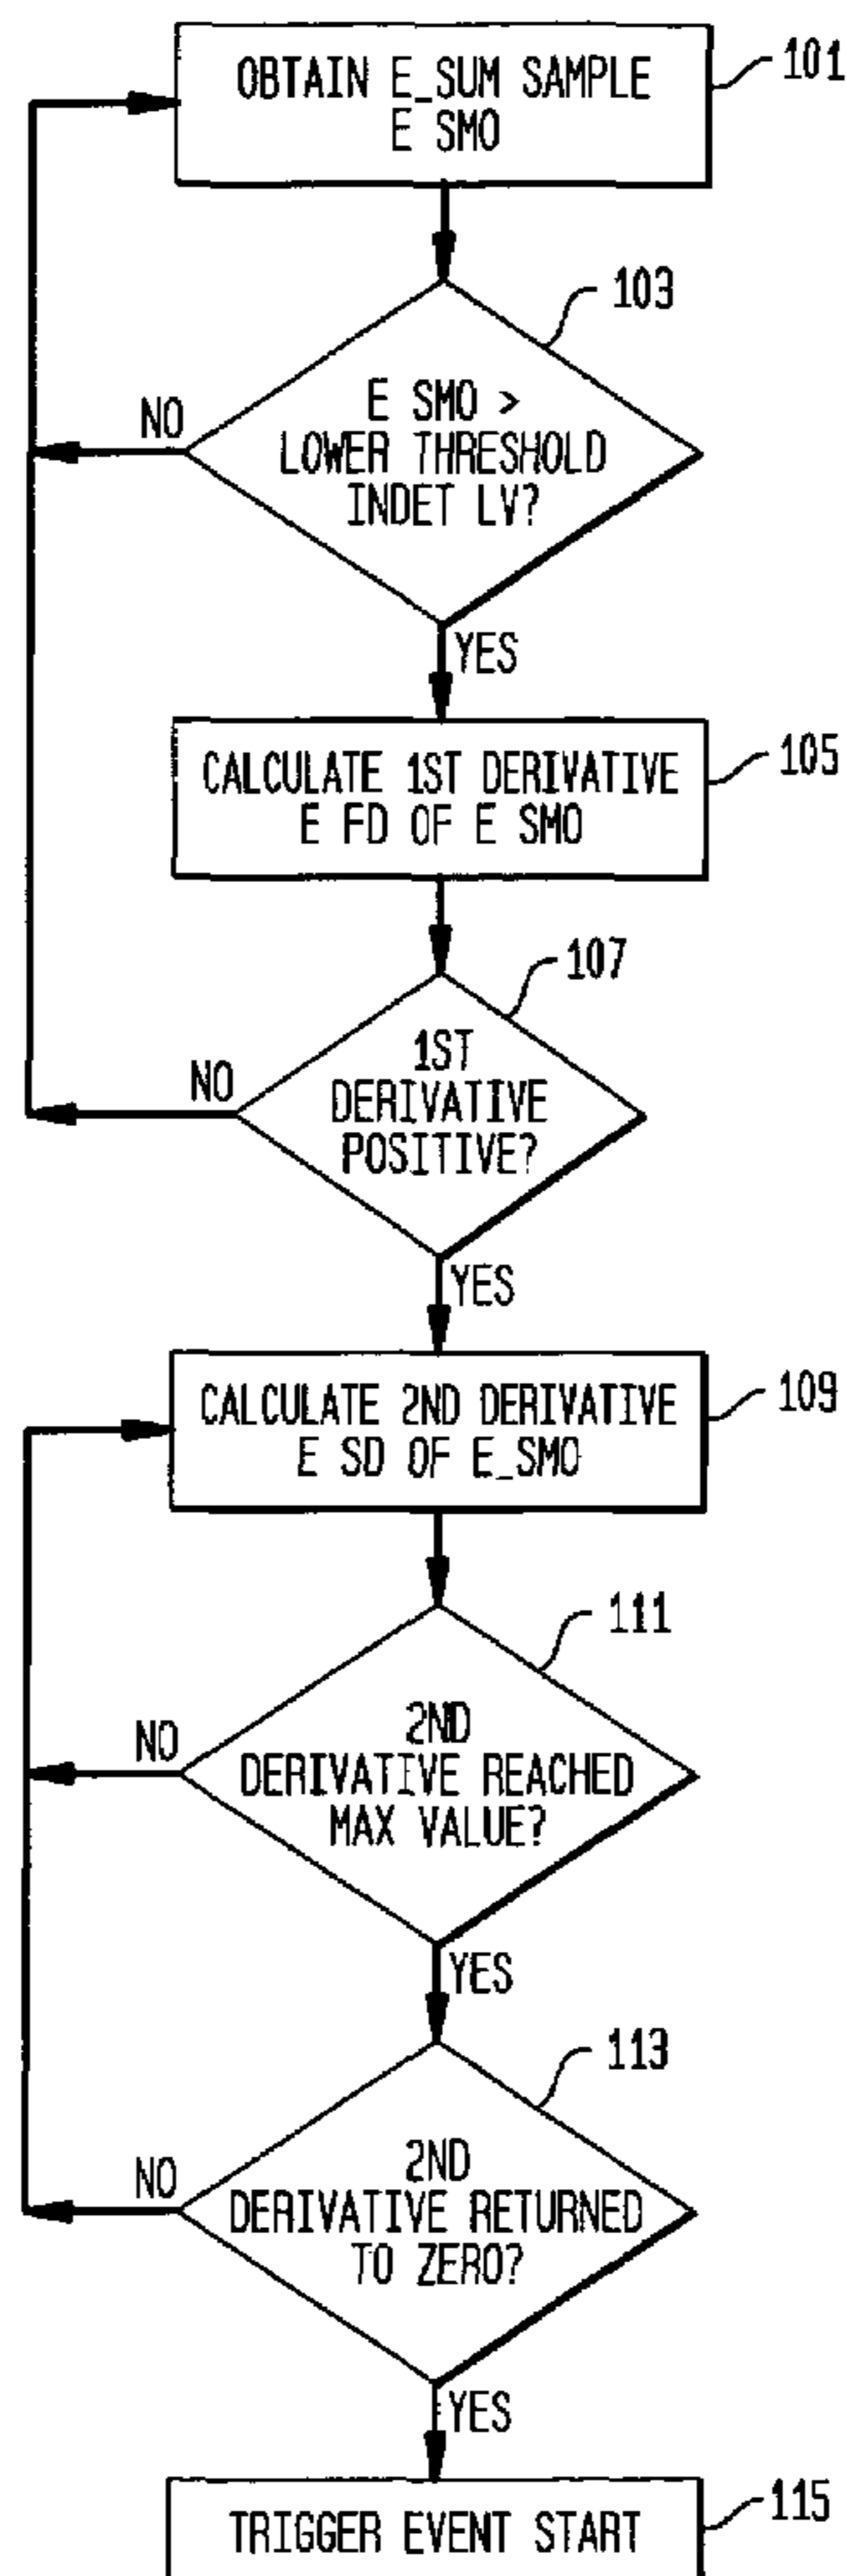 OBTAIN E_SUM SAMPLE
E SMO
101
103
E SMO >
LOWER THRESHOLD
INDET LV?
NO
YES
CALCULATE 1ST DERIVATIVE
E FD OF E SMO
105
107
1ST
DERIVATIVE
POSITIVE?
NO
YES
CALCULATE 2ND DERIVATIVE
E SD OF E_SMO
109
111
2ND
DERIVATIVE REACHED
MAX VALUE?
NO
YES
113
2ND
DERIVATIVE RETURNED
TO ZERO?
NO
YES
TRIGGER EVENT START
115